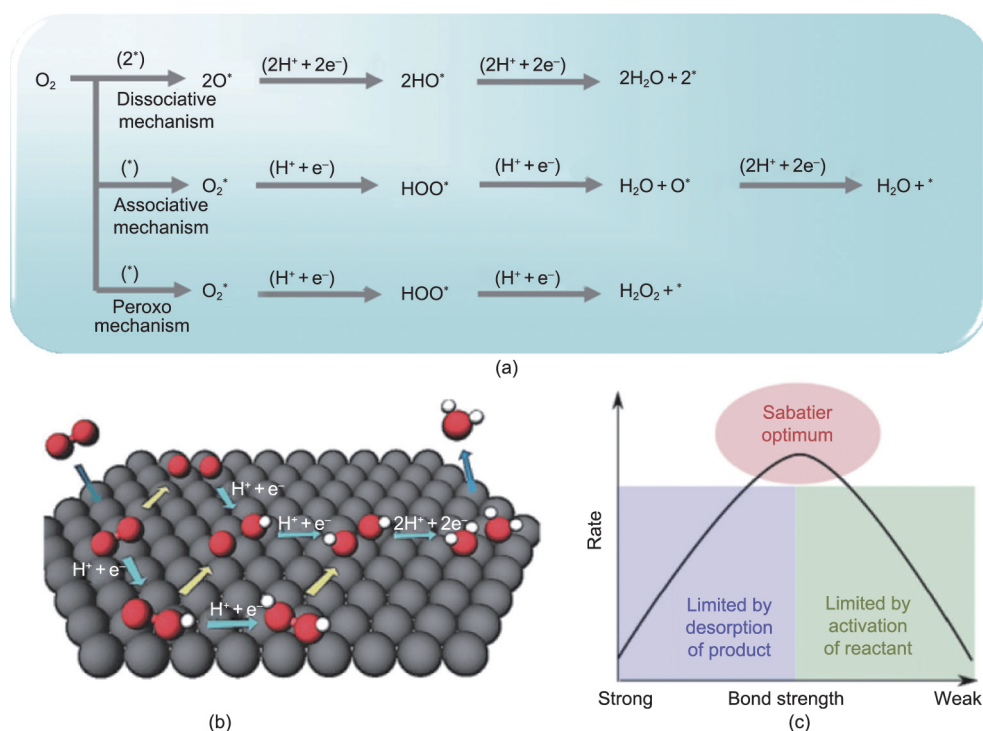 (2*) (2H⁺ + 2e⁻) (2H⁺ + 2e⁻)
O₂ 2O* 2HO* 2H₂O + 2*
Dissociative
mechanism
(*) (H⁺ + e⁻) (H⁺ + e⁻) (2H⁺ + 2e⁻)
O₂* HOO* H₂O + O* H₂O + *
Associative
mechanism
(*) (H⁺ + e⁻) (H⁺ + e⁻)
O₂* HOO* H₂O₂ + *
Peroxo
mechanism
(a)
H⁺ + e⁻
H⁺ + e⁻ 2H⁺ + 2e⁻
H⁺ + e⁻
H⁺ + e⁻
(b)
Sabatier
optimum
Rate
Limited by
desorption
of product
Limited by
activation
of reactant
Strong Bond strength Weak
(c)